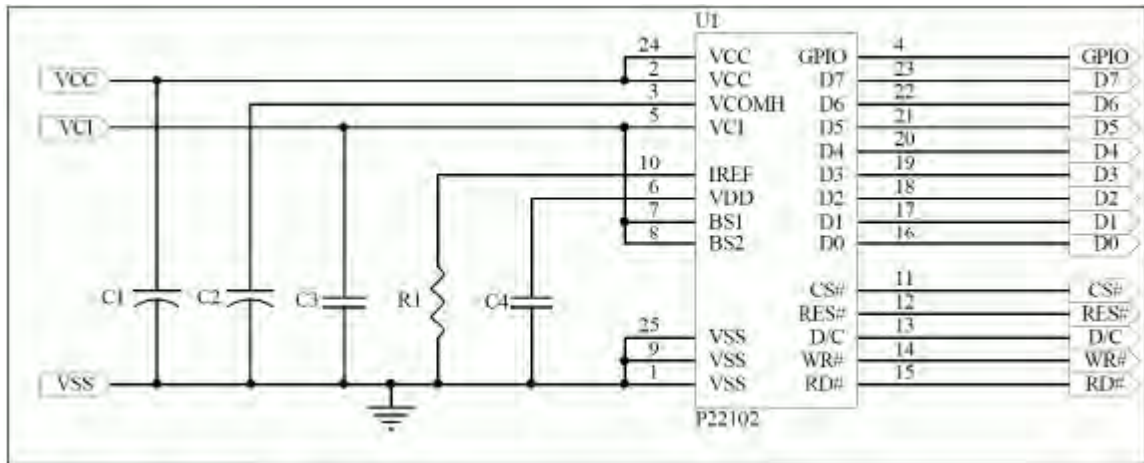 U1
24 VCC GPIO 4 GPIO
VCC 2 VCC D7 23 D7
3 VCOMH D6 22 D6
VCI 5 VCI D5 21 D5
D4 20 D4
10 IREF D3 19 D3
6 VDD D2 18 D2
7 BS1 D1 17 D1
8 BS2 D0 16 D0
C1 C2 C3 R1 C4 CS# 11 CS#
RES# 12 RES#
25 VSS D/C 13 D/C
9 VSS WR# 14 WR#
VSS 1 VSS RD# 15 RD#
P22102